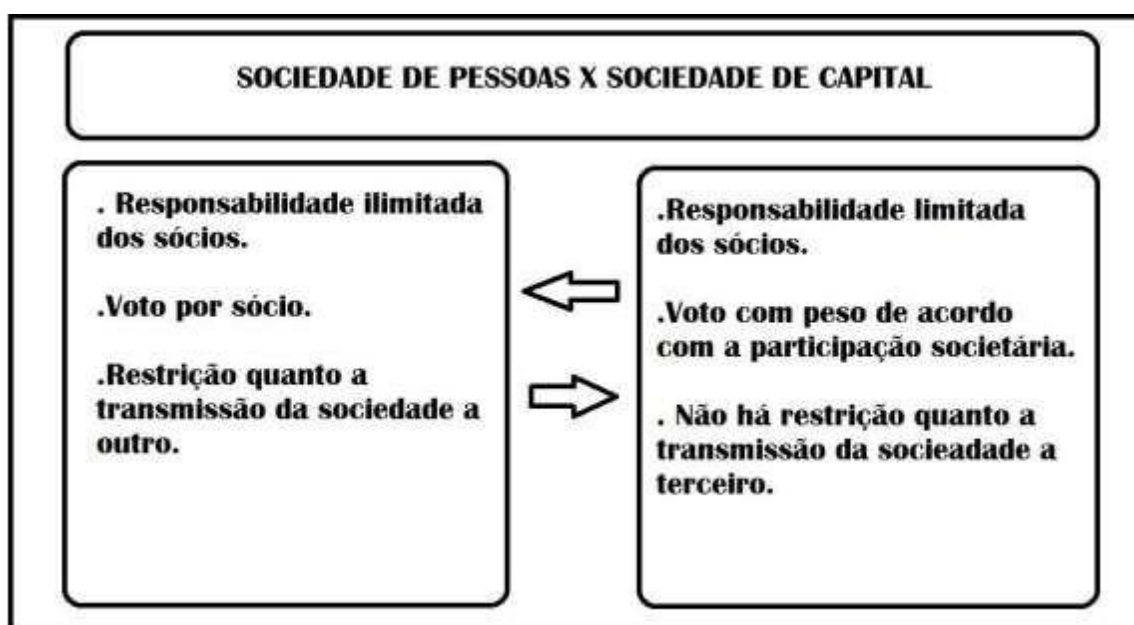 SOCIEDADE DE PESSOAS X SOCIEDADE DE CAPITAL
. Responsabilidade ilimitada
dos sócios.
.Voto por sócio.
.Restrição quanto a
transmissão da sociedade a
outro.
.Responsabilidade limitada
dos sócios.
.Voto com peso de acordo
com a participação societária.
. Não há restrição quanto a
transmissão da socieadade a
terceiro.